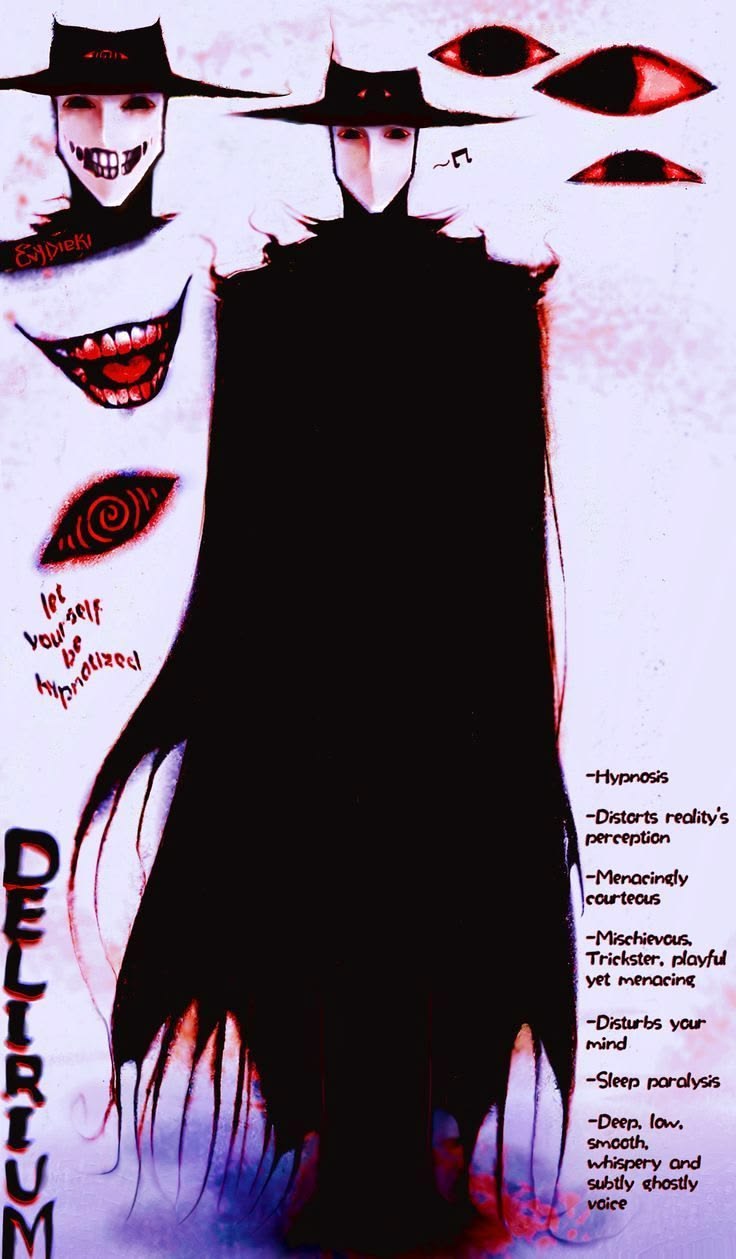 EvyDieki
let
yourself
be
hypnotized
DELIRIUM
-Hypnosis
-Distorts reality's
perception
-Menacingly
courteous
-Mischievous,
Trickster, playful
yet menacing
-Disturbs your
mind
-Sleep paralysis
-Deep, low,
smooth,
whispery and
subtly ghostly
voice